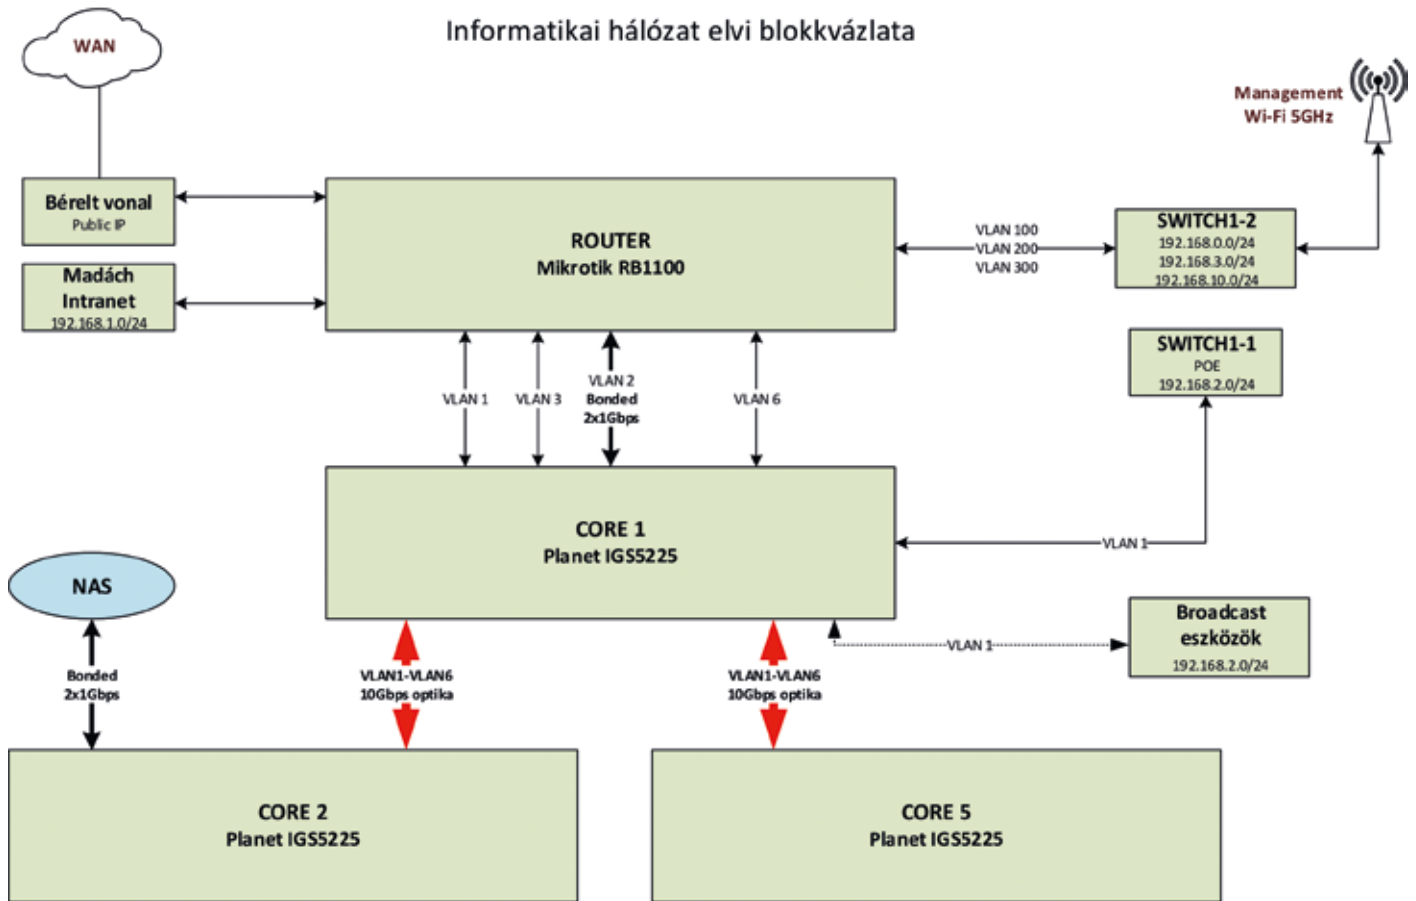 Informatikai hálózat elvi blokkvázlata
WAN
Management
Wi-Fi 5GHz
Bérelt vonal
Public IP
Madách
Intranet
192.168.1.0/24
ROUTER
Mikrotik RB1100
VLAN 100
VLAN 200
VLAN 300
SWITCH1-2
192.168.0.0/24
192.168.3.0/24
192.168.10.0/24
SWITCH1-1
POE
192.168.2.0/24
VLAN 1
VLAN 3
VLAN 2
Bonded
2x1Gbps
VLAN 6
CORE 1
Planet IGS5225
VLAN 1
NAS
Broadcast
eszközök
192.168.2.0/24
VLAN 1
Bonded
2x1Gbps
VLAN1-VLAN6
10Gbps optika
VLAN1-VLAN6
10Gbps optika
CORE 2
Planet IGS5225
CORE 5
Planet IGS5225